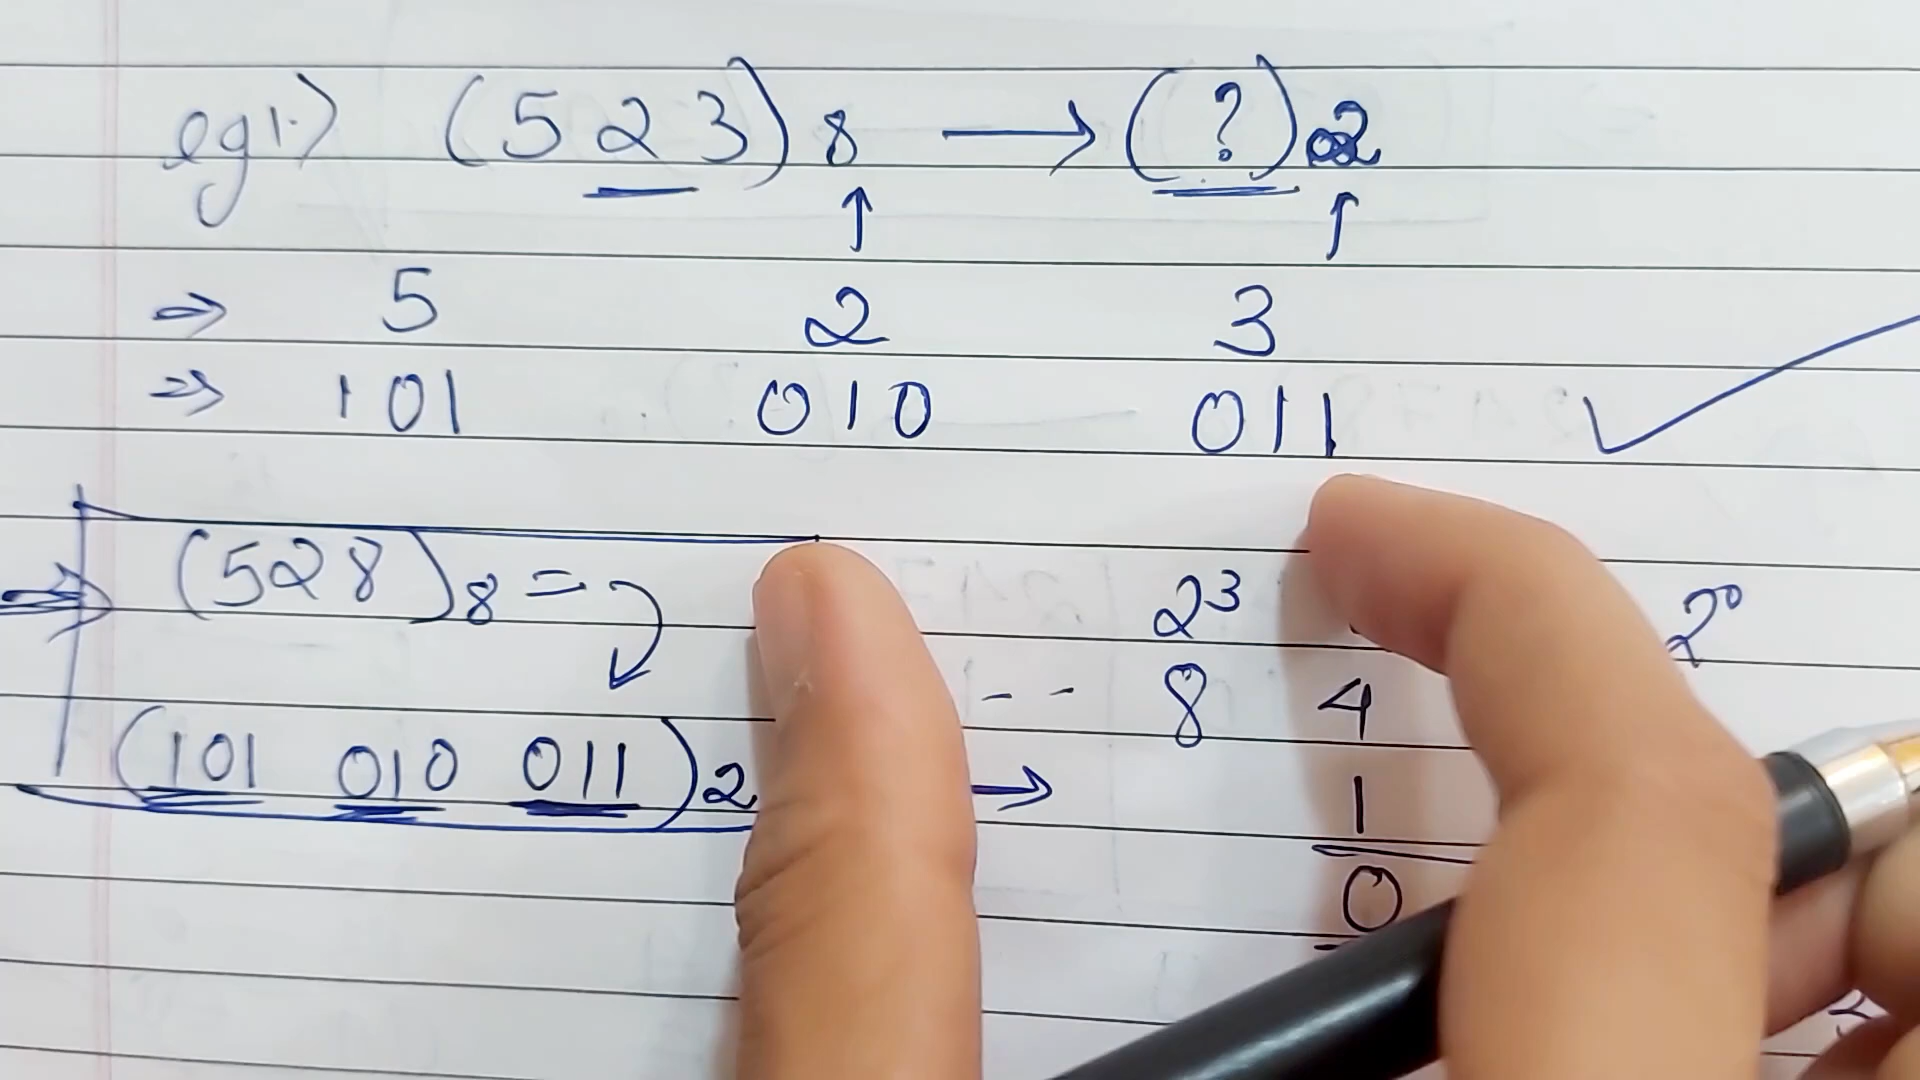 eg1.) (523)8 → (?)2
↑ ↑
⇒ 5 2 3
⇒ 101 010 011 ✓
⇒ (528)8 =
(101 010 011)2
2³ 2⁰
- - 8 4
→ 1
0